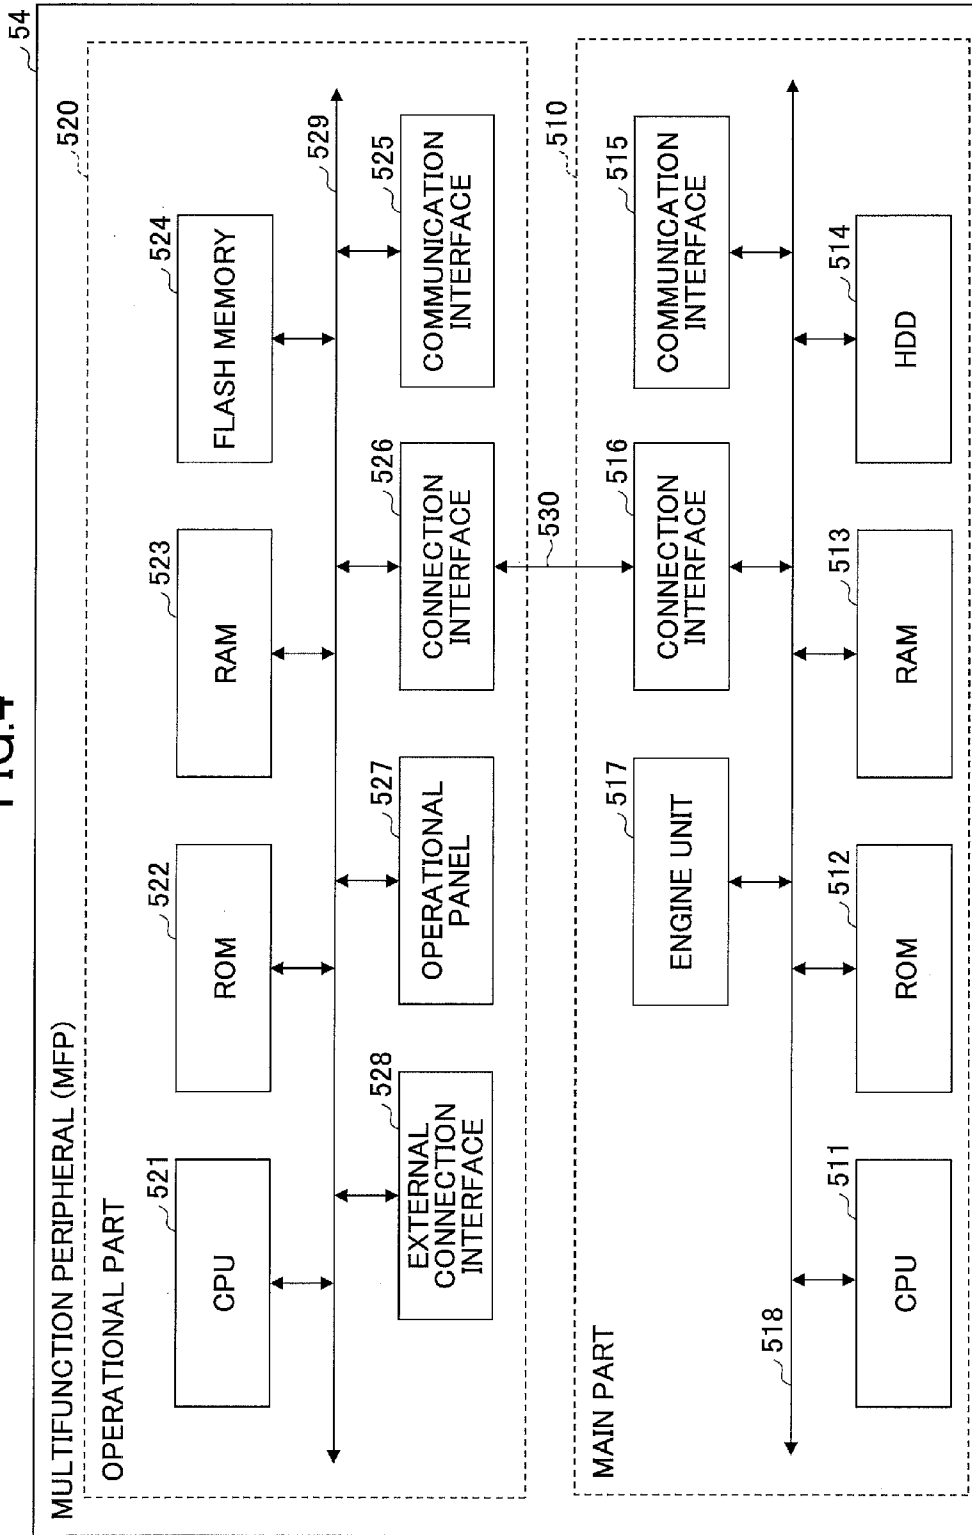 FIG.4
54
MULTIFUNCTION PERIPHERAL (MFP)
520
OPERATIONAL PART
521
CPU
522
ROM
523
RAM
524
FLASH MEMORY
529
528
EXTERNAL
CONNECTION
INTERFACE
527
OPERATIONAL
PANEL
526
CONNECTION
INTERFACE
525
COMMUNICATION
INTERFACE
530
510
MAIN PART
517
ENGINE UNIT
516
CONNECTION
INTERFACE
515
COMMUNICATION
INTERFACE
518
511
CPU
512
ROM
513
RAM
514
HDD